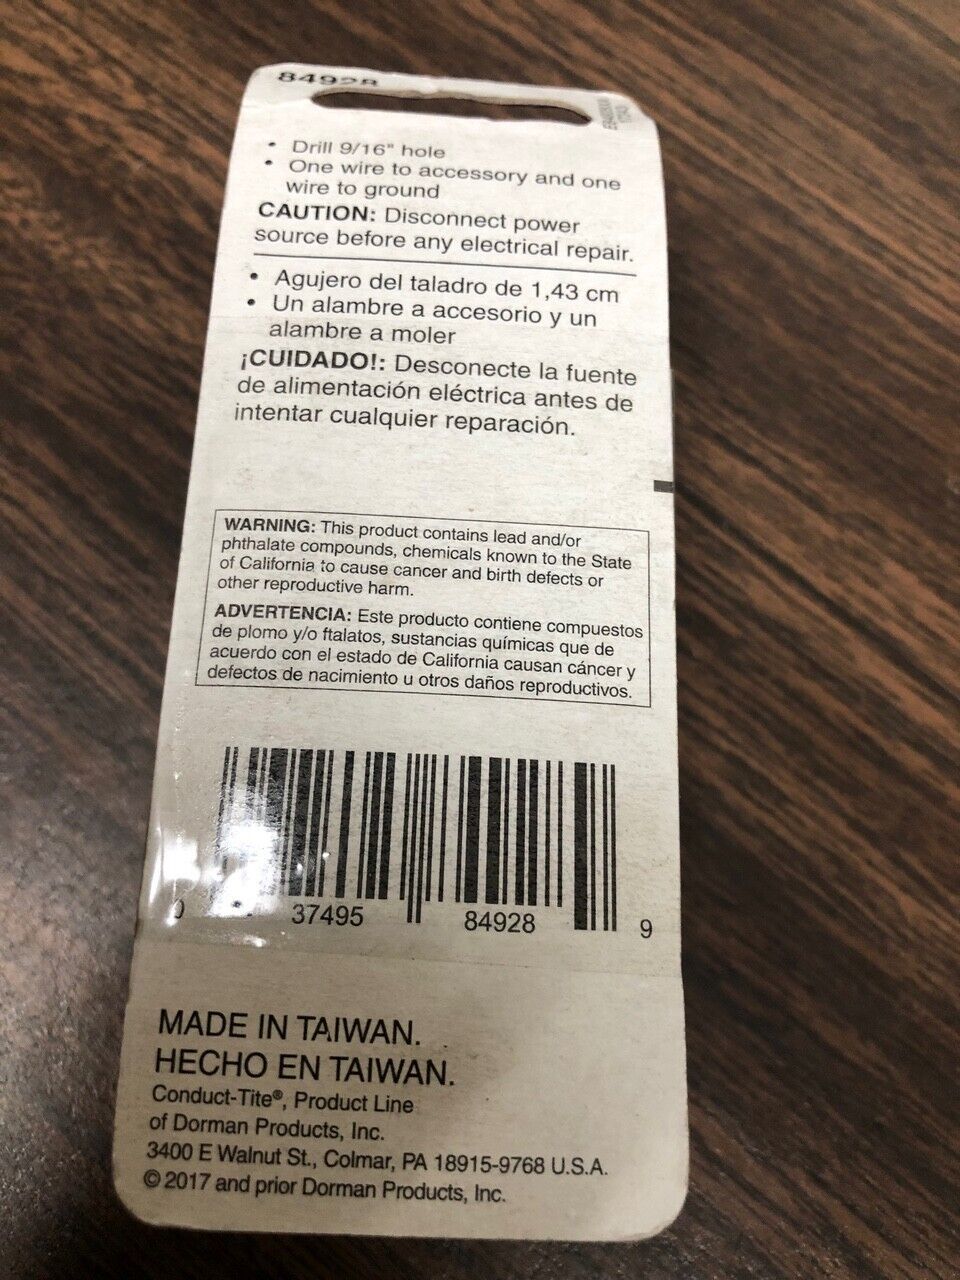 84928
• Drill 9/16" hole
• One wire to accessory and one
wire to ground
CAUTION: Disconnect power
source before any electrical repair.
• Agujero del taladro de 1,43 cm
• Un alambre a accesorio y un
alambre a moler
¡CUIDADO!: Desconecte la fuente
de alimentación eléctrica antes de
intentar cualquier reparación.
WARNING: This product contains lead and/or
phthalate compounds, chemicals known to the State
of California to cause cancer and birth defects or
other reproductive harm.
ADVERTENCIA: Este producto contiene compuestos
de plomo y/o ftalatos, sustancias químicas que de
acuerdo con el estado de California causan cáncer y
defectos de nacimiento u otros daños reproductivos.
0 37495 84928 9
MADE IN TAIWAN.
HECHO EN TAIWAN.
Conduct-Tite®, Product Line
of Dorman Products, Inc.
3400 E Walnut St., Colmar, PA 18915-9768 U.S.A.
© 2017 and prior Dorman Products, Inc.